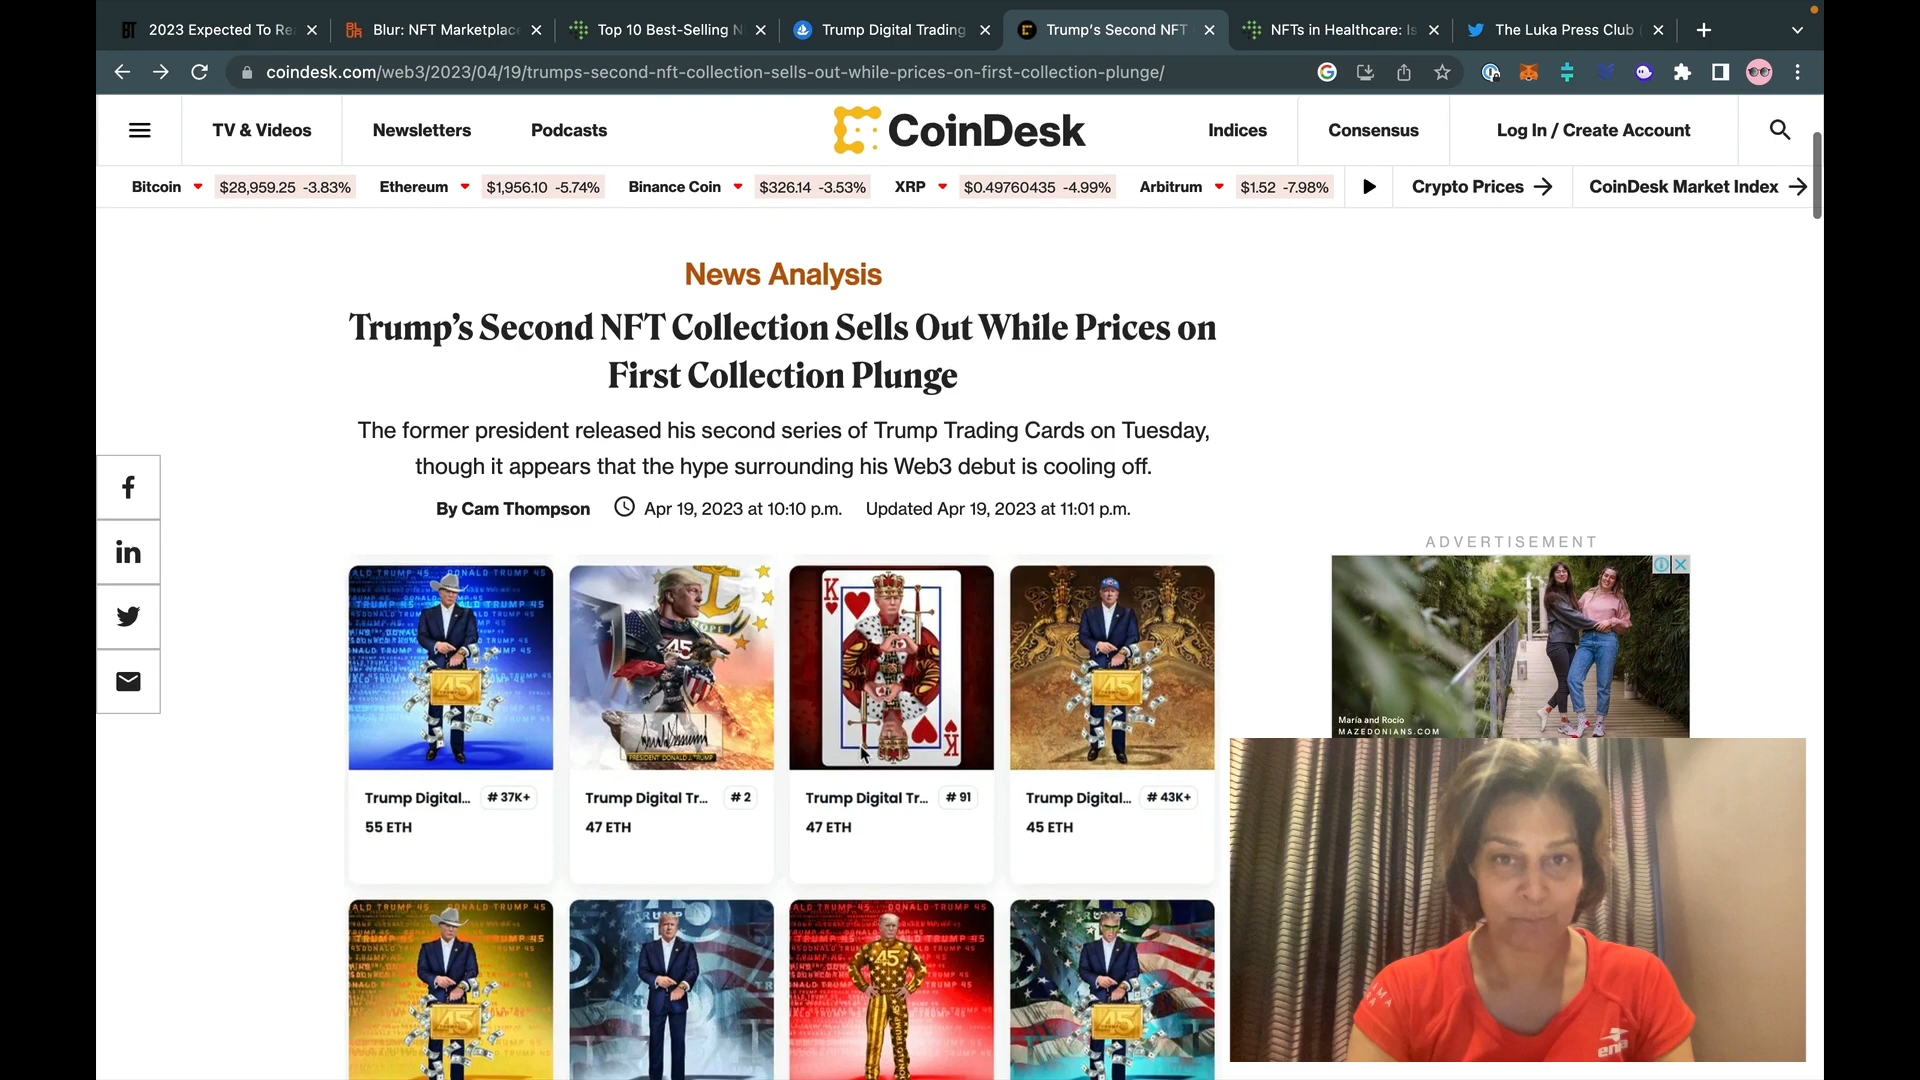 2023 Expected To Re
Blur: NFT Marketplac
Top 10 Best-Selling N
Trump Digital Trading
Trump's Second NFT
NFTs in Healthcare: Is
The Luka Press Club
coindesk.com/web3/2023/04/19/trumps-second-nft-collection-sells-out-while-prices-on-first-collection-plunge/
TV & Videos
Newsletters
Podcasts
CoinDesk
Indices
Consensus
Log In / Create Account
Bitcoin $28,959.25 -3.83%
Ethereum $1,956.10 -5.74%
Binance Coin $326.14 -3.53%
XRP $0.49760435 -4.99%
Arbitrum $1.52 -7.98%
Crypto Prices
CoinDesk Market Index
News Analysis
Trump's Second NFT Collection Sells Out While Prices on
First Collection Plunge
The former president released his second series of Trump Trading Cards on Tuesday,
though it appears that the hype surrounding his Web3 debut is cooling off.
By Cam Thompson Apr 19, 2023 at 10:10 p.m. Updated Apr 19, 2023 at 11:01 p.m.
ADVERTISEMENT
María and Rocío
MAZEDONIANS.COM
45
K
K
45
45
Trump Digital... # 37K+
55 ETH
Trump Digital Tr... # 2
47 ETH
Trump Digital Tr... # 91
47 ETH
Trump Digital... # 43K+
45 ETH
45
45
45